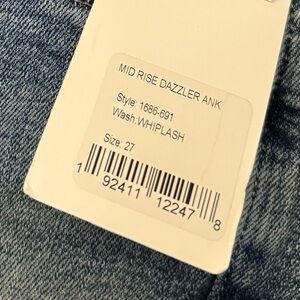 MID RISE DAZZLER ANK
Style: 1686-691
Wash:WHIPLASH
Size: 27
1 92411 12247 8